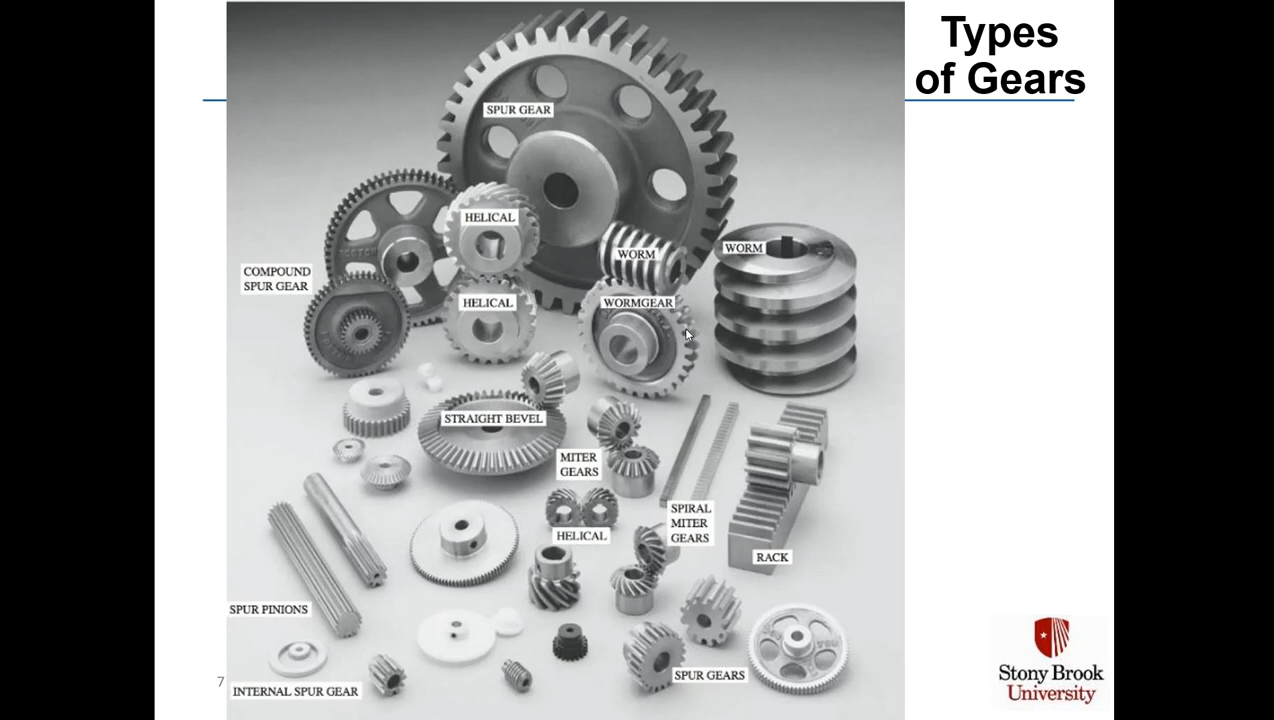 Types
of Gears
SPUR GEAR
HELICAL
WORM
WORM
COMPOUND
SPUR GEAR
HELICAL
WORMGEAR
STRAIGHT BEVEL
MITER
GEARS
SPIRAL
MITER
GEARS
HELICAL
RACK
SPUR PINIONS
SPUR GEARS
INTERNAL SPUR GEAR
7
Stony Brook
University